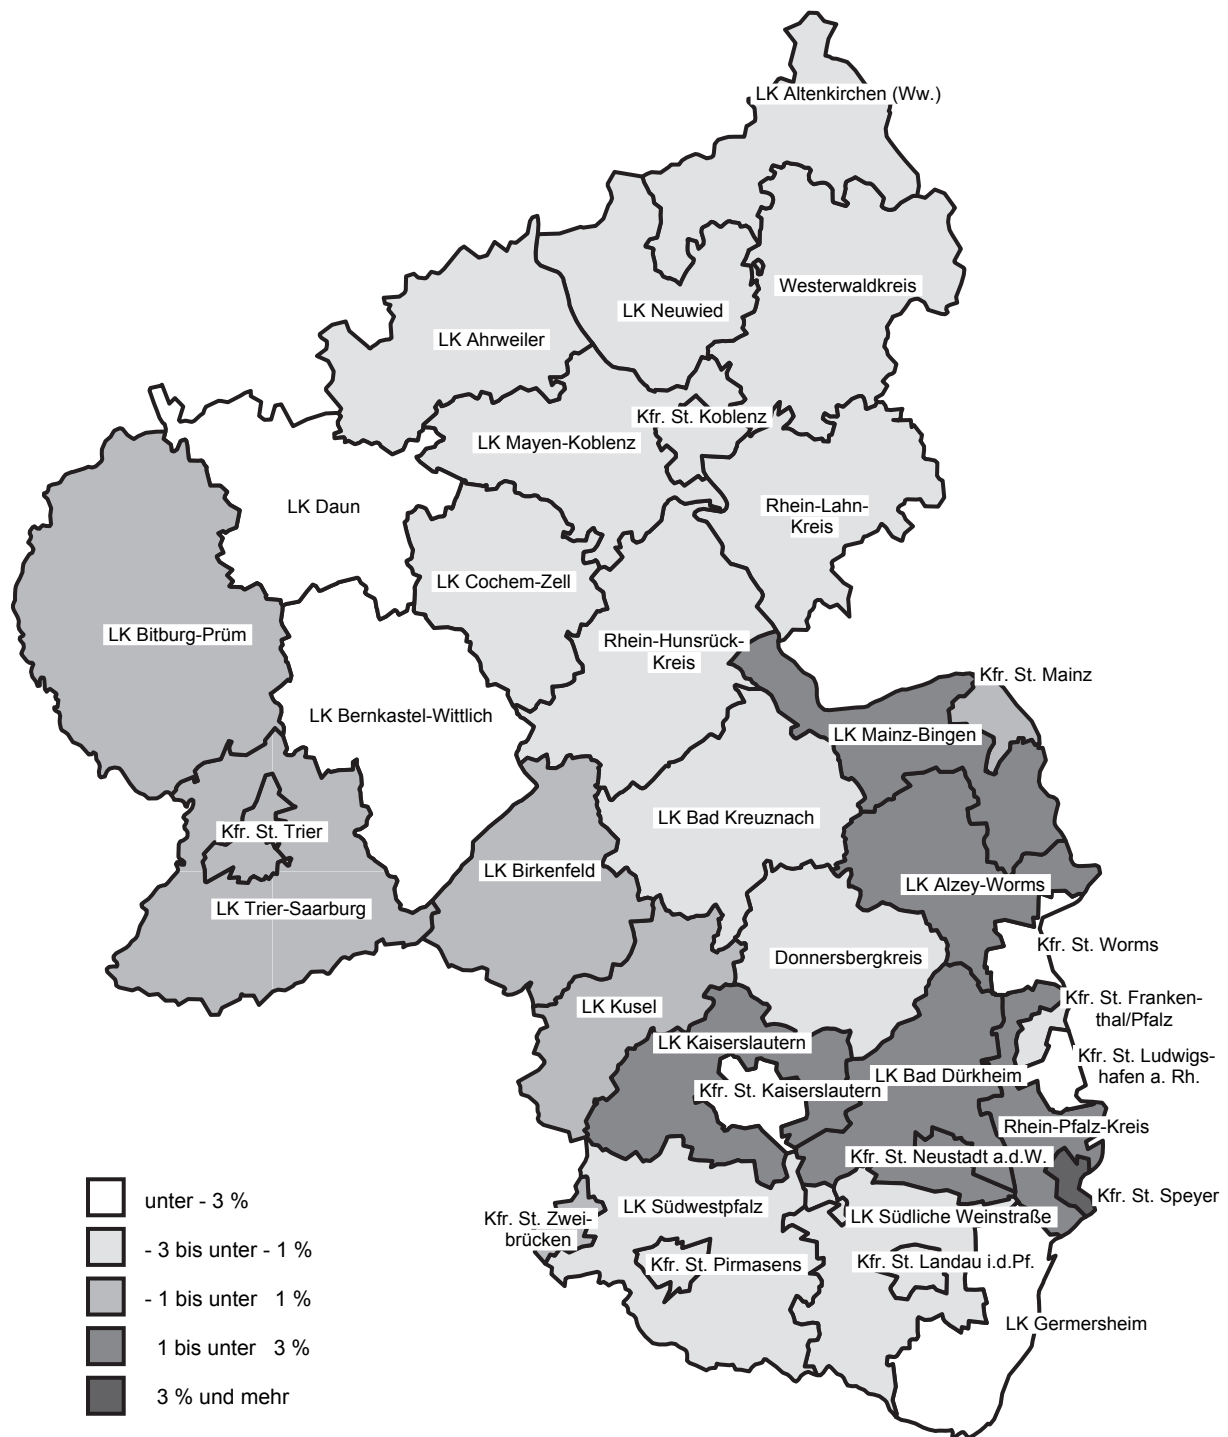 LK Altenkirchen (Ww.)
Westerwaldkreis
LK Neuwied
LK Ahrweiler
Kfr. St. Koblenz
LK Mayen-Koblenz
LK Daun
Rhein-Lahn-
Kreis
LK Cochem-Zell
LK Bitburg-Prüm
Rhein-Hunsrück-
Kreis
Kfr. St. Mainz
LK Bernkastel-Wittlich
LK Mainz-Bingen
LK Bad Kreuznach
Kfr. St. Trier
LK Birkenfeld
LK Alzey-Worms
LK Trier-Saarburg
Kfr. St. Worms
Donnersbergkreis
Kfr. St. Franken-
thal/Pfalz
LK Kusel
LK Kaiserslautern
Kfr. St. Ludwigs-
hafen a. Rh.
LK Bad Dürkheim
Kfr. St. Kaiserslautern
Rhein-Pfalz-Kreis
Kfr. St. Neustadt a.d.W.
Kfr. St. Speyer
LK Südwestpfalz
Kfr. St. Zwei-
brücken
LK Südliche Weinstraße
Kfr. St. Pirmasens
Kfr. St. Landau i.d.Pf.
LK Germersheim
unter - 3 %
- 3 bis unter - 1 %
- 1 bis unter 1 %
1 bis unter 3 %
3 % und mehr